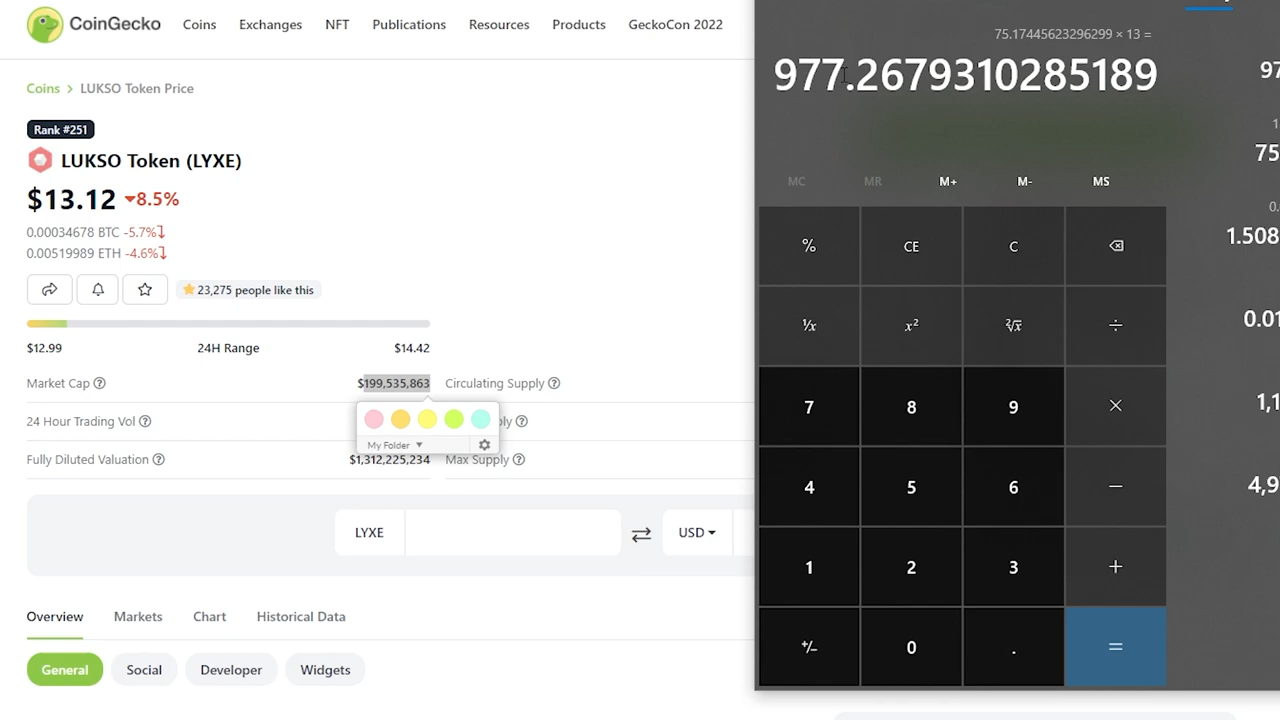 CoinGecko
Coins
Exchanges
NFT
Publications
Resources
Products
GeckoCon 2022
Coins > LUKSO Token Price
Rank #251
LUKSO Token (LYXE)
$13.12 8.5%
0.00034678 BTC -5.7%
0.00519989 ETH -4.6%
23,275 people like this
$12.99 24H Range $14.42
Market Cap $199,535,863
Circulating Supply
24 Hour Trading Vol
My Folder
Fully Diluted Valuation $1,312,225,234
Max Supply
LYXE USD
Overview Markets Chart Historical Data
General Social Developer Widgets
75.17445623296299 × 13 =
977.2679310285189
MC MR M+ M- MS
% CE C
¹/x x² ²√x ÷
7 8 9 ×
4 5 6 −
1 2 3 +
+/− 0 . =